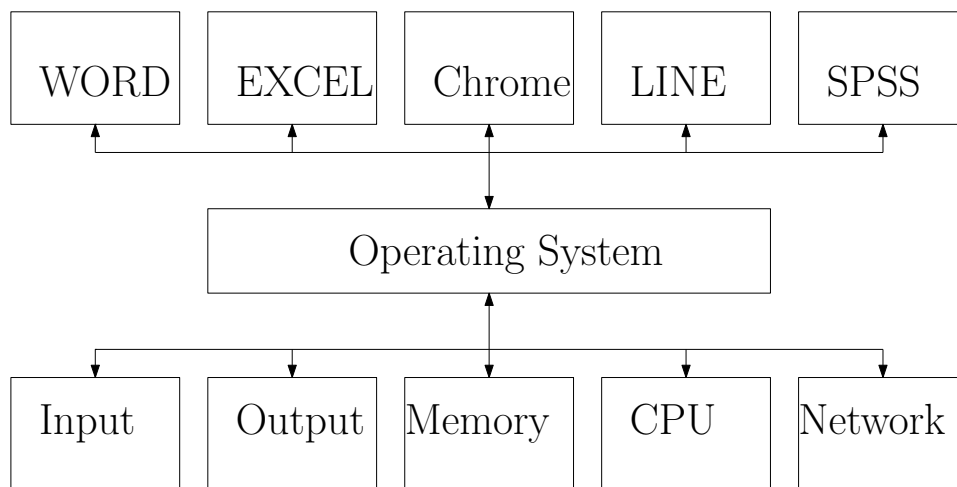 WORD EXCEL Chrome LINE SPSS
Operating System
Input Output Memory CPU Network